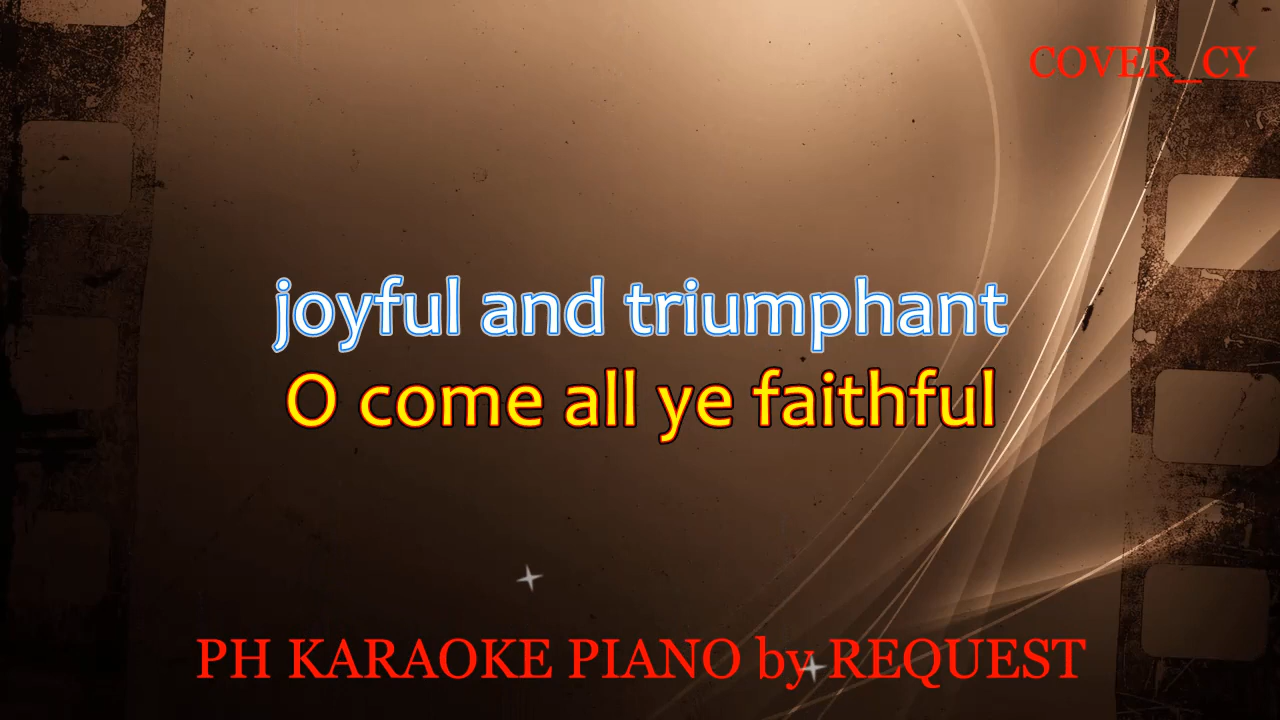 COVER_CY
joyful and triumphant
O come all ye faithful
PH KARAOKE PIANO by REQUEST